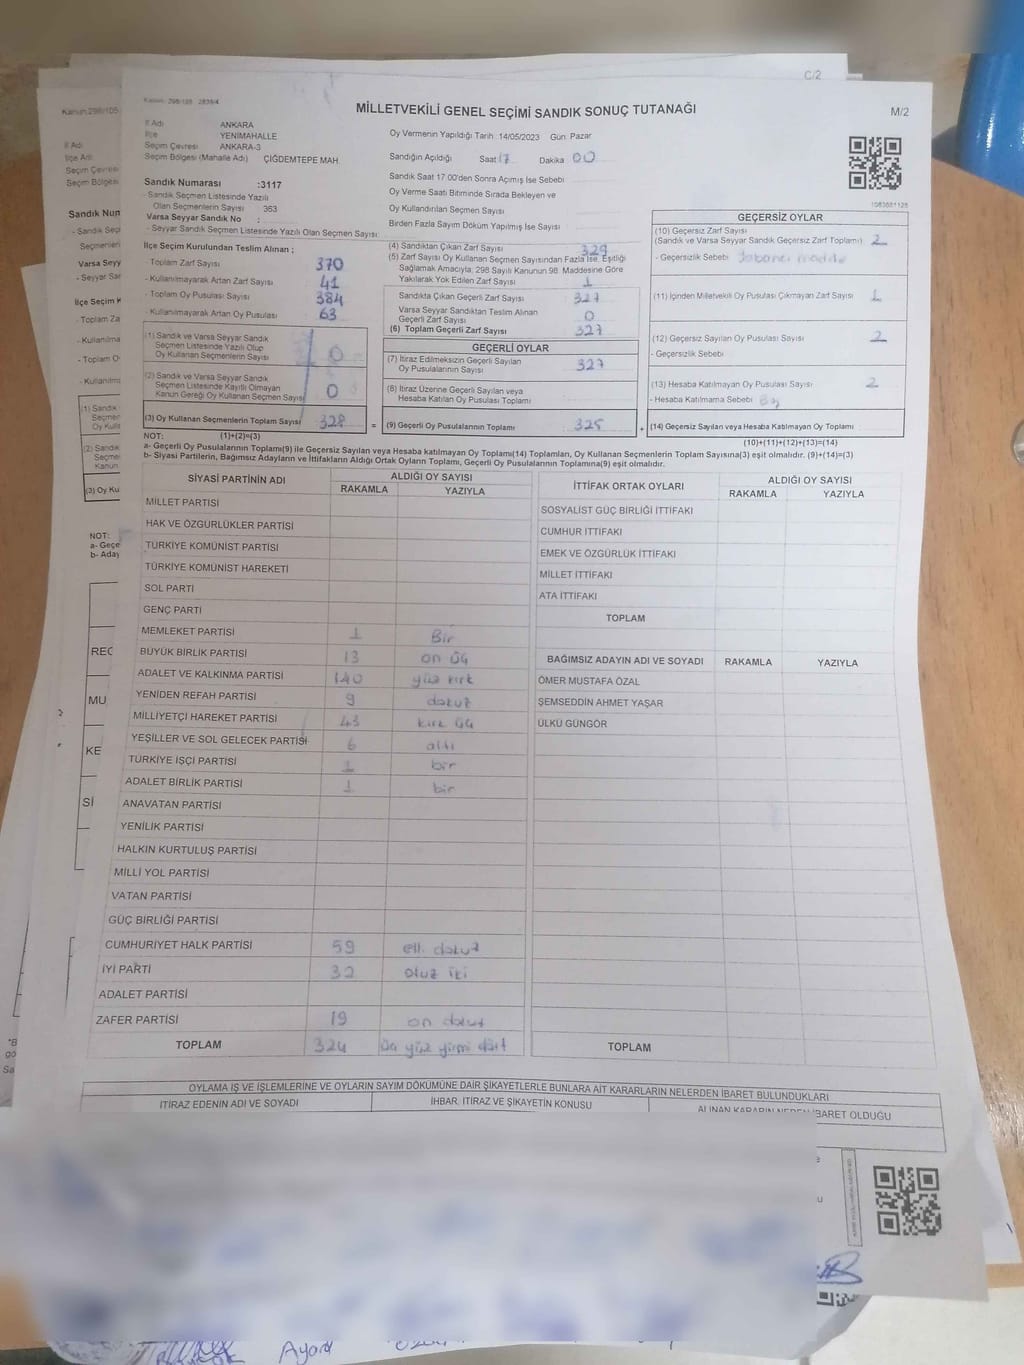 C/2
Kanun: 298/105 2839/4
MİLLETVEKİLİ GENEL SEÇİMİ SANDIK SONUÇ TUTANAĞI
M/2
İl Adı ANKARA
İlçe YENİMAHALLE
Seçim Çevresi ANKARA-3
Seçim Bölgesi (Mahalle Adı) ÇİĞDEMTEPE MAH.
Sandık Numarası :3117
- Sandık Seçmen Listesinde Yazılı
Olan Seçmenlerin Sayısı 363
Varsa Seyyar Sandık No :
- Seyyar Sandık Seçmen Listesinde Yazılı Olan Seçmen Sayısı:
Oy Vermenin Yapıldığı Tarih 14/05/2023 Gün Pazar
Sandığın Açıldığı Saat 17 Dakika 00
Sandık Saat 17.00'den Sonra Açımış İse Sebebi
Oy Verme Saati Bitiminde Sırada Bekleyen ve
Oy Kullandırılan Seçmen Sayısı
Birden Fazla Sayım Döküm Yapılmış İse Sayısı
İlçe Seçim Kurulundan Teslim Alınan ;
- Toplam Zarf Sayısı 370
- Kullanılmayarak Artan Zarf Sayısı 41
- Toplam Oy Pusulası Sayısı 384
- Kullanılmayarak Artan Oy Pusulası 63
(1) Sandık ve Varsa Seyyar Sandık
Seçmen Listesinde Yazılı Olup
Oy Kullanan Seçmenlerin Sayısı
(2) Sandık ve Varsa Seyyar Sandık
Seçmen Listesinde Kayıtlı Olmayan
Kanun Gereği Oy Kullanan Seçmen Sayısı 0
(3) Oy Kullanan Seçmenlerin Toplam Sayısı 328
(4) Sandıktan Çıkan Zarf Sayısı 329
(5) Zarf Sayısı Oy Kullanan Seçmen Sayısından Fazla İse, Eşitliği
Sağlamak Amacıyla, 298 Sayılı Kanunun 98. Maddesine Göre
Yakılarak Yok Edilen Zarf Sayısı 1
Sandıkta Çıkan Geçerli Zarf Sayısı 327
Varsa Seyyar Sandıktan Teslim Alınan
Geçerli Zarf Sayısı 0
(6) Toplam Geçerli Zarf Sayısı 327
GEÇERLİ OYLAR
(7) İtiraz Edilmeksizin Geçerli Sayılan
Oy Pusulalarının Sayısı 327
(8) İtiraz Üzerine Geçerli Sayılan veya
Hesaba Katılan Oy Pusulası Toplamı
= (9) Geçerli Oy Pusulalarının Toplamı 325 +
GEÇERSİZ OYLAR
(10) Geçersiz Zarf Sayısı
(Sandık ve Varsa Seyyar Sandık Geçersiz Zarf Toplamı) 2
- Geçersizlik Sebebi Yabancı madde
(11) İçinden Milletvekili Oy Pusulası Çıkmayan Zarf Sayısı 1
(12) Geçersiz Sayılan Oy Pusulası Sayısı 2
- Geçersizlik Sebebi
(13) Hesaba Katılmayan Oy Pusulası Sayısı 2
- Hesaba Katılmama Sebebi Boş
(14) Geçersiz Sayılan veya Hesaba Katılmayan Oy Toplamı
NOT: (1)+(2)=(3) (10)+(11)+(12)+(13)=(14)
a- Geçerli Oy Pusulalarının Toplamı(9) ile Geçersiz Sayılan veya Hesaba katılmayan Oy Toplamı(14) Toplamları, Oy Kullanan Seçmenlerin Toplam Sayısına(3) eşit olmalıdır. (9)+(14)=(3)
b- Siyasi Partilerin, Bağımsız Adayların ve İttifakların Aldığı Ortak Oyların Toplamı, Geçerli Oy Pusulalarının Toplamına(9) eşit olmalıdır.
SİYASİ PARTİNİN ADI ALDIĞI OY SAYISI
RAKAMLA YAZIYLA
MİLLET PARTİSİ
HAK VE ÖZGÜRLÜKLER PARTİSİ
TÜRKİYE KOMÜNİST PARTİSİ
TÜRKİYE KOMÜNİST HAREKETİ
SOL PARTİ
GENÇ PARTİ
MEMLEKET PARTİSİ 1 Bir
BÜYÜK BİRLİK PARTİSİ 13 on üç
ADALET VE KALKINMA PARTİSİ 140 yüz kırk
YENİDEN REFAH PARTİSİ 9 dokuz
MİLLİYETÇİ HAREKET PARTİSİ 43 kırk üç
YEŞİLLER VE SOL GELECEK PARTİSİ 6 altı
TÜRKİYE İŞÇİ PARTİSİ 1 bir
ADALET BİRLİK PARTİSİ 1 bir
ANAVATAN PARTİSİ
YENİLİK PARTİSİ
HALKIN KURTULUŞ PARTİSİ
MİLLİ YOL PARTİSİ
VATAN PARTİSİ
GÜÇ BİRLİĞİ PARTİSİ
CUMHURİYET HALK PARTİSİ 59 elli dokuz
İYİ PARTİ 32 otuz iki
ADALET PARTİSİ
ZAFER PARTİSİ 19 on dokuz
TOPLAM 324 üç yüz yirmi dört
İTTİFAK ORTAK OYLARI ALDIĞI OY SAYISI
RAKAMLA YAZIYLA
SOSYALİST GÜÇ BİRLİĞİ İTTİFAKI
CUMHUR İTTİFAKI
EMEK VE ÖZGÜRLÜK İTTİFAKI
MİLLET İTTİFAKI
ATA İTTİFAKI
TOPLAM
BAĞIMSIZ ADAYIN ADI VE SOYADI RAKAMLA YAZIYLA
ÖMER MUSTAFA ÖZAL
ŞEMSEDDİN AHMET YAŞAR
ÜLKÜ GÜNGÖR
TOPLAM
OYLAMA İŞ VE İŞLEMLERİNE VE OYLARIN SAYIM DÖKÜMÜNE DAİR ŞİKAYETLERLE BUNLARA AİT KARARLARIN NELERDEN İBARET BULUNDUKLARI
İTİRAZ EDENİN ADI VE SOYADI İHBAR, İTİRAZ VE ŞİKAYETİN KONUSU